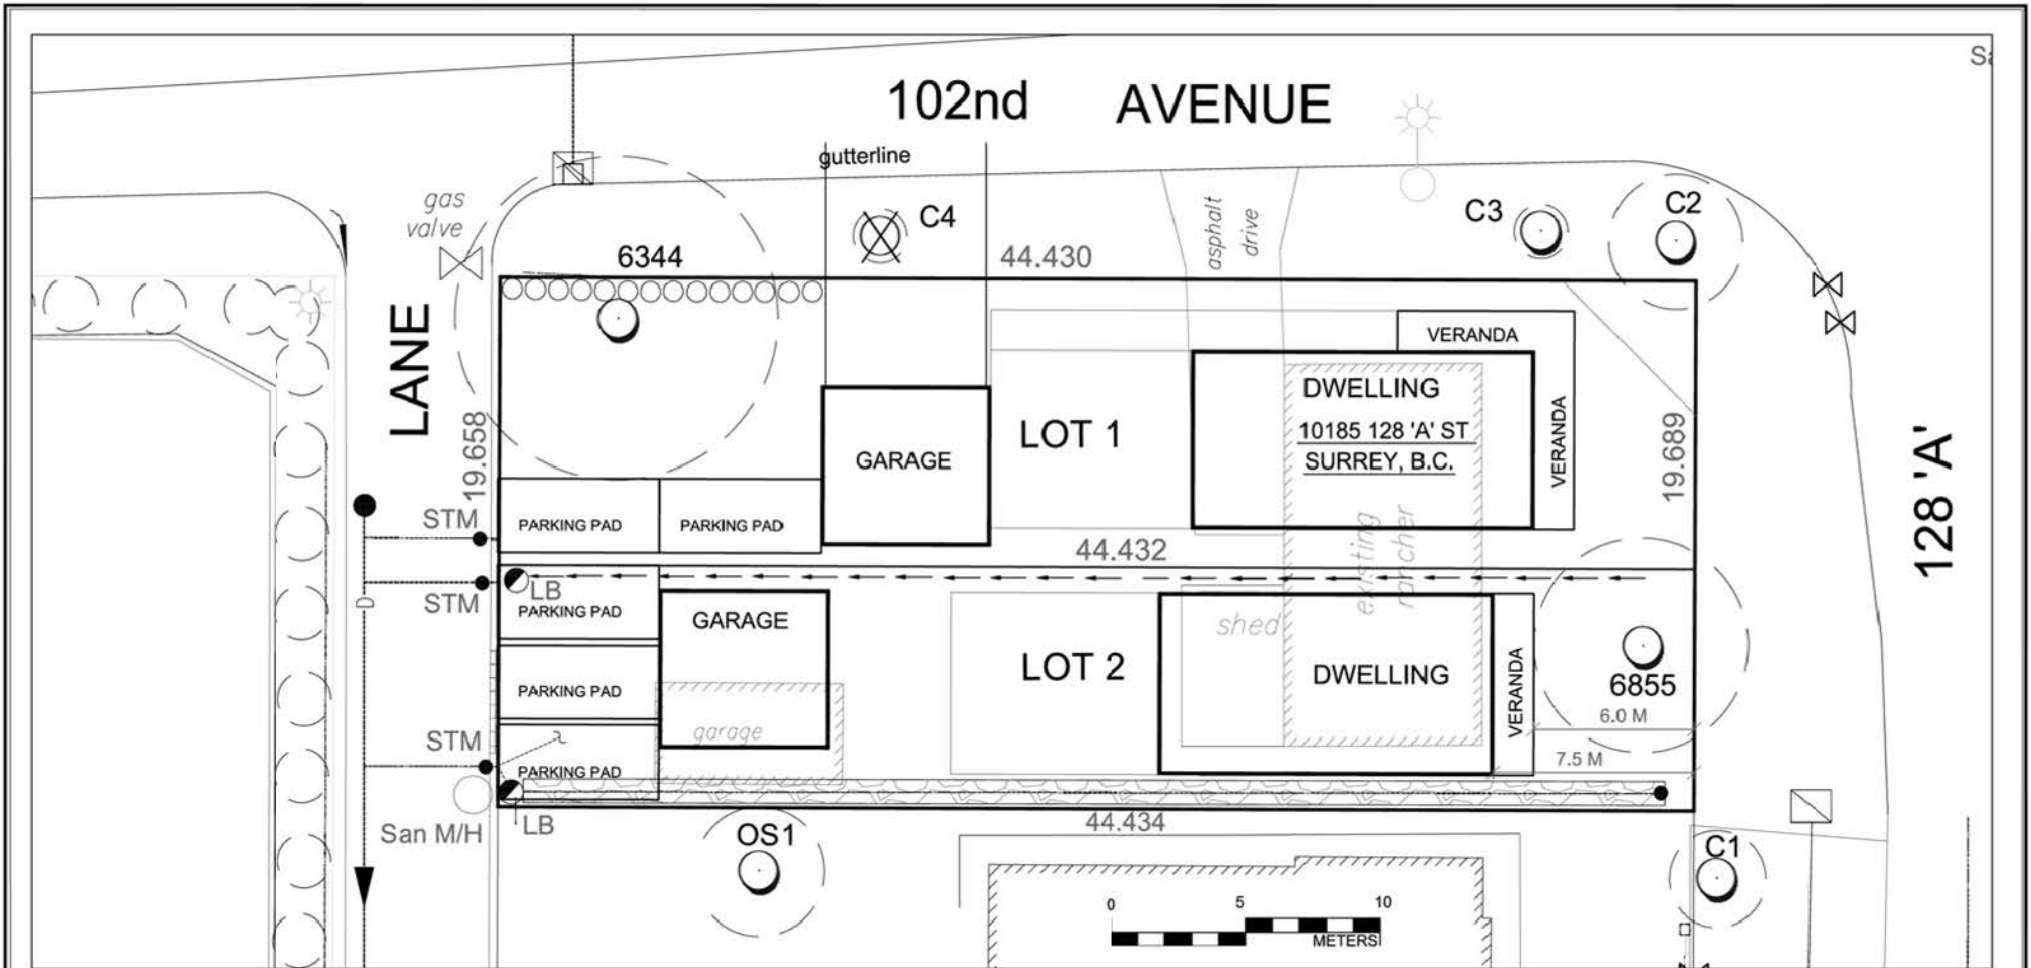 102nd AVENUE
gutterline
gas
valve
C4
C3
C2
asphalt
drive
6344
44.430
LANE
VERANDA
DWELLING
10185 128 'A' ST
SURREY, B.C.
VERANDA
LOT 1
GARAGE
19.658
19.689
128 'A'
STM
PARKING PAD
PARKING PAD
44.432
existing
rancher
STM
LB
PARKING PAD
GARAGE
shed
D
LOT 2
DWELLING
VERANDA
6855
6.0 M
PARKING PAD
garage
STM
7.5 M
PARKING PAD
San M/H
LB
44.434
OS1
C1
0 5 10
METERS